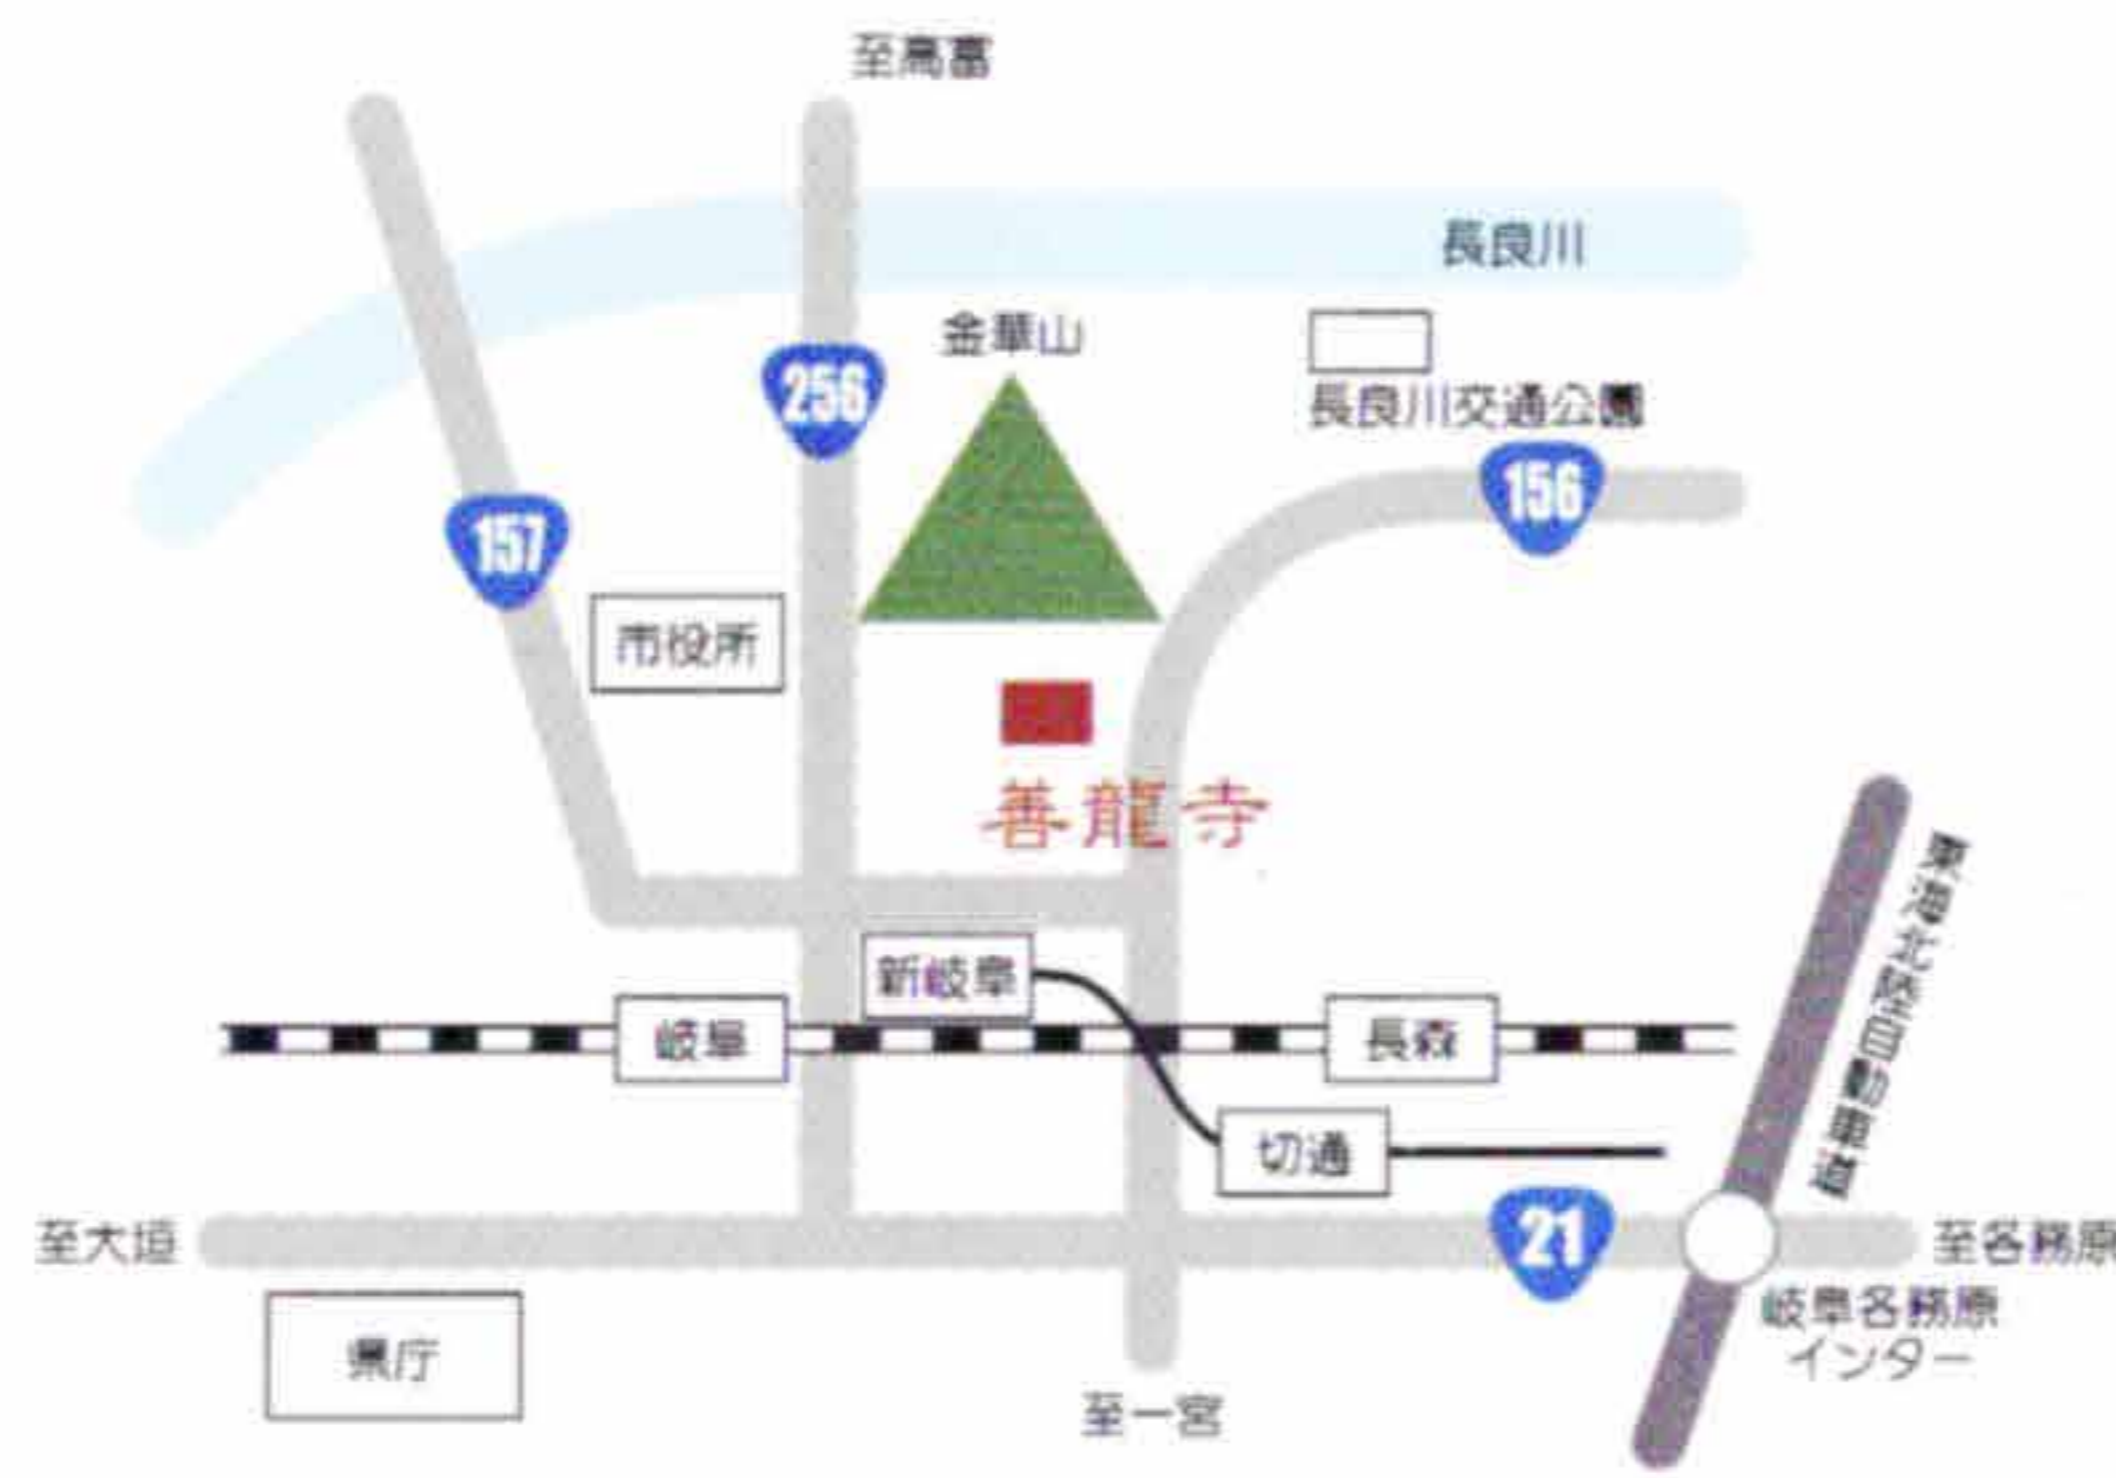 至高富
長良川
金華山
256
長良川交通公園
156
157
市役所
善龍寺
東海北陸自動車道
新岐阜
岐阜
長森
切通
21
至大垣
至各務原
岐阜各務原
インター
県庁
至一宮